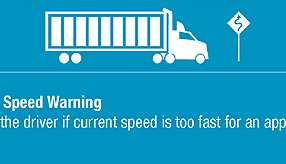 Speed Warning
the driver if current speed is too fast for an app